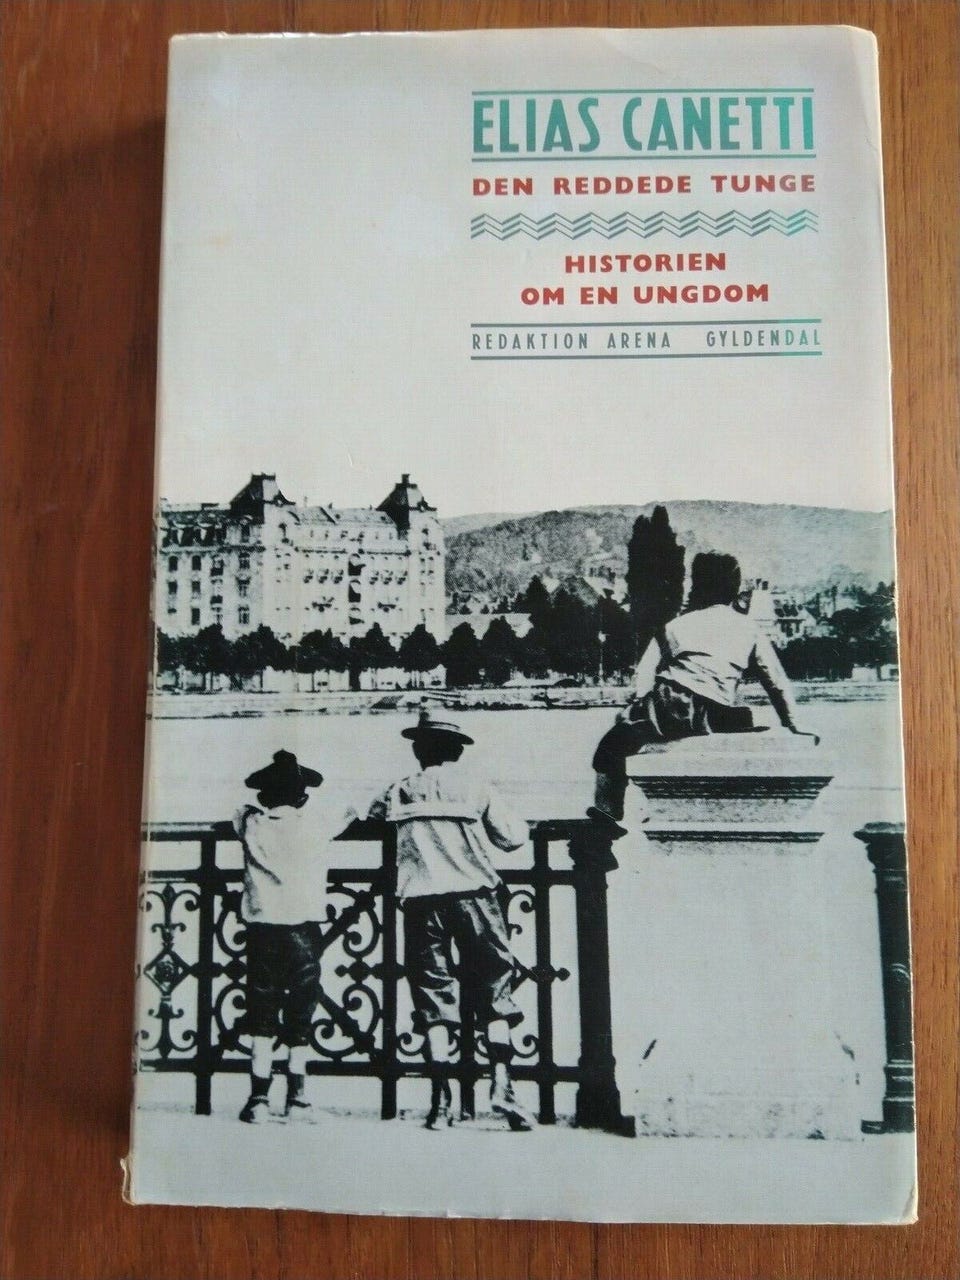 ELIAS CANETTI
DEN REDDEDE TUNGE
HISTORIEN
OM EN UNGDOM
REDAKTION ARENA GYLDENDAL